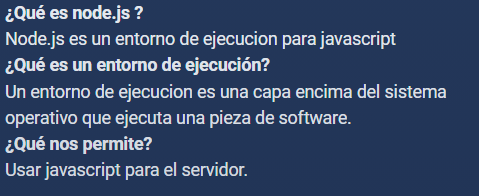 ¿Qué es node.js ?
Node.js es un entorno de ejecucion para javascript
¿Qué es un entorno de ejecución?
Un entorno de ejecucion es una capa encima del sistema
operativo que ejecuta una pieza de software.
¿Qué nos permite?
Usar javascript para el servidor.